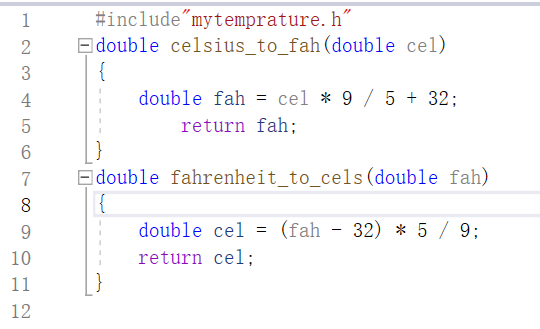 1 #include"mytemprature.h"
2 double celsius_to_fah(double cel)
3 {
4 double fah = cel * 9 / 5 + 32;
5 return fah;
6 }
7 double fahrenheit_to_cels(double fah)
8 {
9 double cel = (fah - 32) * 5 / 9;
10 return cel;
11 }
12